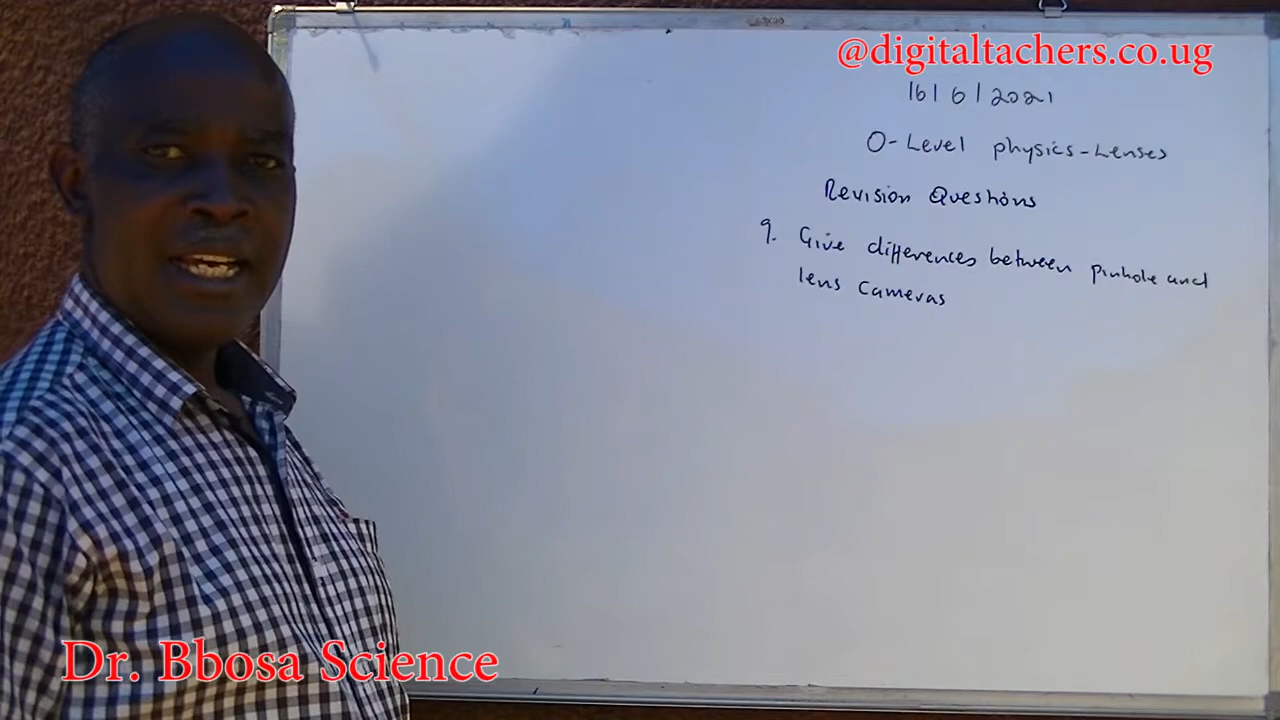 @digitaltachers.co.ug
16/6/2021
O-Level physics-Lenses
Revision Questions
9. Give differences between pinhole and
lens cameras
Dr. Bbosa Science